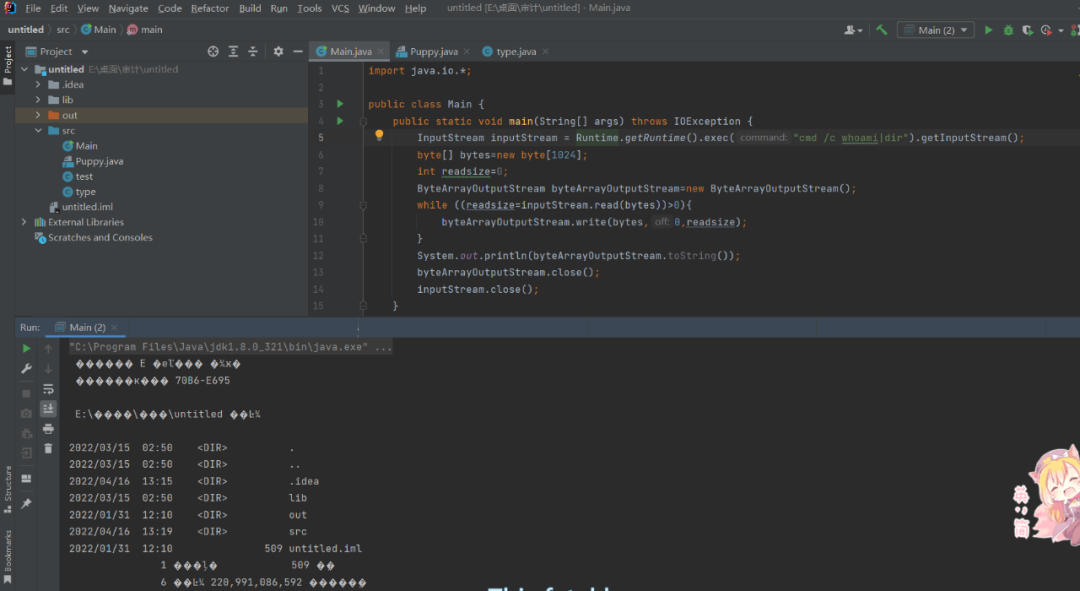 File Edit View Navigate Code Refactor Build Run Tools VCS Window Help untitled [E:\桌面\审计\untitled] - Main.java
untitled src Main main Main (2)
Project
Project Main.java Puppy.java type.java
untitled E:\桌面\审计\untitled
.idea
lib
out
src
Main
Puppy.java
test
type
untitled.iml
External Libraries
Scratches and Consoles
1 import java.io.*;
2
3 public class Main {
4 public static void main(String[] args) throws IOException {
5 InputStream inputStream = Runtime.getRuntime().exec( command: "cmd /c whoami|dir").getInputStream();
6 byte[] bytes=new byte[1024];
7 int readsize=0;
8 ByteArrayOutputStream byteArrayOutputStream=new ByteArrayOutputStream();
9 while ((readsize=inputStream.read(bytes))>0){
10 byteArrayOutputStream.write(bytes, off: 0,readsize);
11 }
12 System.out.println(byteArrayOutputStream.toString());
13 byteArrayOutputStream.close();
14 inputStream.close();
15 }
Run: Main (2)
"C:\Program Files\Java\jdk1.8.0_321\bin\java.exe" ...
������ E �
������ 70B6-E695
E:\����\���\untitled
2022/03/15 02:50 <DIR> .
2022/03/15 02:50 <DIR> ..
2022/04/16 13:15 <DIR> .idea
2022/03/15 02:50 <DIR> lib
2022/01/31 12:10 <DIR> out
2022/04/16 13:19 <DIR> src
2022/01/31 12:10 509 untitled.iml
1 ���ļ� 509 ��
6 220,991,086,592 ������
Structure
Bookmarks